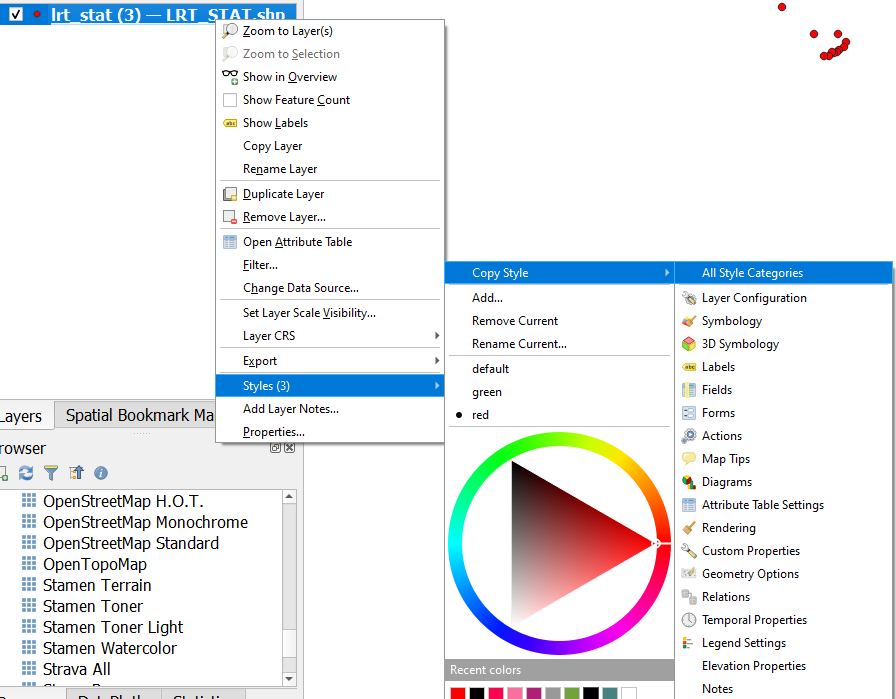 lrt_stat (3) — LRT_STAT.shp
Zoom to Layer(s)
Zoom to Selection
Show in Overview
Show Feature Count
Show Labels
Copy Layer
Rename Layer
Duplicate Layer
Remove Layer...
Open Attribute Table
Filter...
Change Data Source...
Set Layer Scale Visibility...
Layer CRS
Export
Styles (3)
Add Layer Notes...
Properties...
Copy Style
Add...
Remove Current
Rename Current...
default
green
red
Recent colors
All Style Categories
Layer Configuration
Symbology
3D Symbology
abc Labels
Fields
Forms
Actions
Map Tips
Diagrams
Attribute Table Settings
Rendering
Custom Properties
Geometry Options
Relations
Temporal Properties
Legend Settings
Elevation Properties
Notes
ayers
Spatial Bookmark Ma
rowser
OpenStreetMap H.O.T.
OpenStreetMap Monochrome
OpenStreetMap Standard
OpenTopoMap
Stamen Terrain
Stamen Toner
Stamen Toner Light
Stamen Watercolor
Strava All